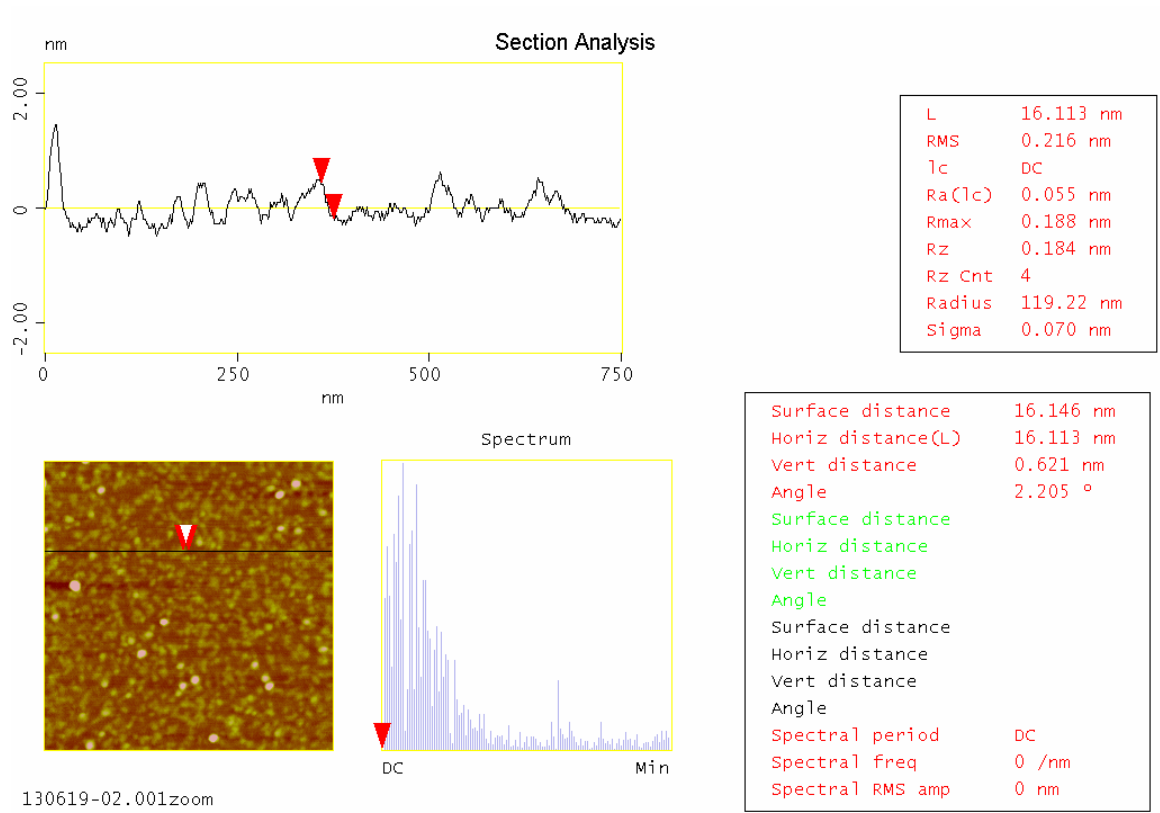 Section Analysis
nm
2.00
0
-2.00
0 250 500 750
nm
L 16.113 nm
RMS 0.216 nm
lc DC
Ra(lc) 0.055 nm
Rmax 0.188 nm
Rz 0.184 nm
Rz Cnt 4
Radius 119.22 nm
Sigma 0.070 nm
Surface distance 16.146 nm
Horiz distance(L) 16.113 nm
Vert distance 0.621 nm
Angle 2.205 °
Surface distance
Horiz distance
Vert distance
Angle
Surface distance
Horiz distance
Vert distance
Angle
Spectral period DC
Spectral freq 0 /nm
Spectral RMS amp 0 nm
Spectrum
DC Min
130619-02.001zoom